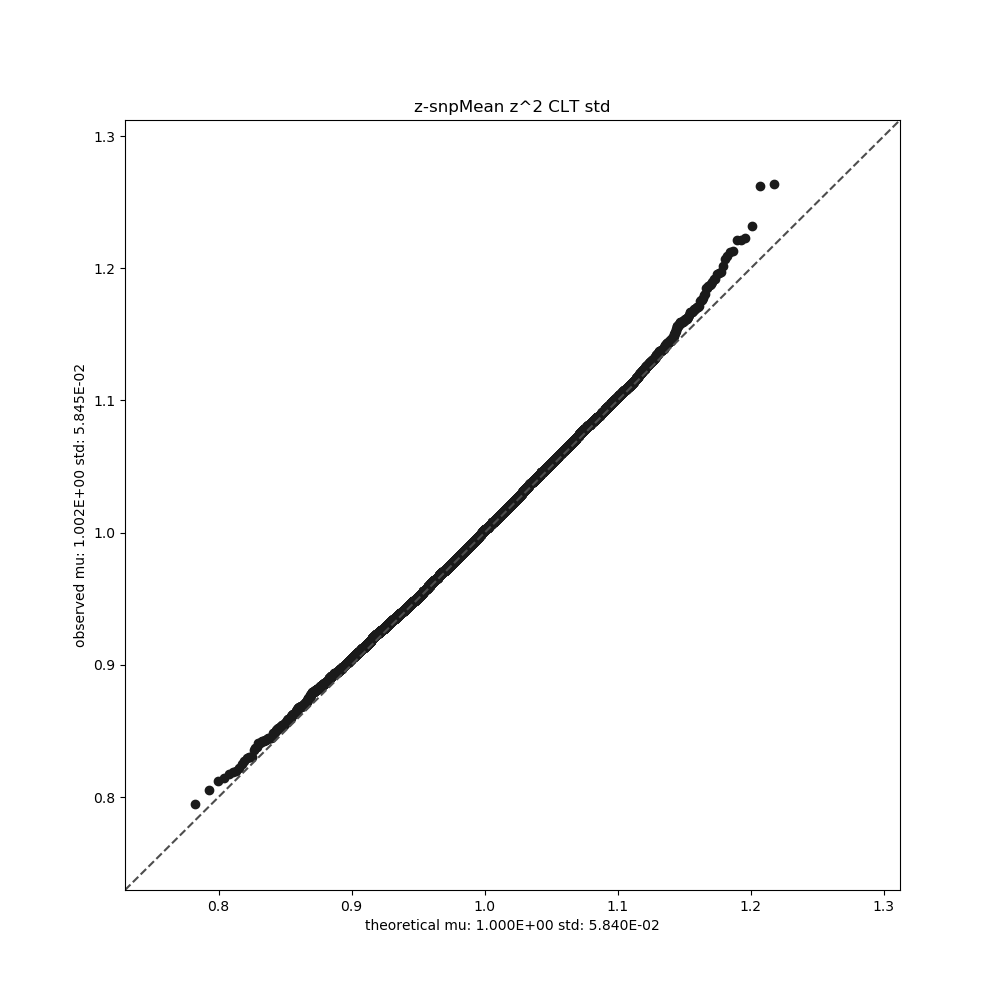 z-snpMean z^2 CLT std
1.3
1.2
1.1
1.0
0.9
0.8
observed mu: 1.002E+00 std: 5.845E-02
0.8 0.9 1.0 1.1 1.2 1.3
theoretical mu: 1.000E+00 std: 5.840E-02